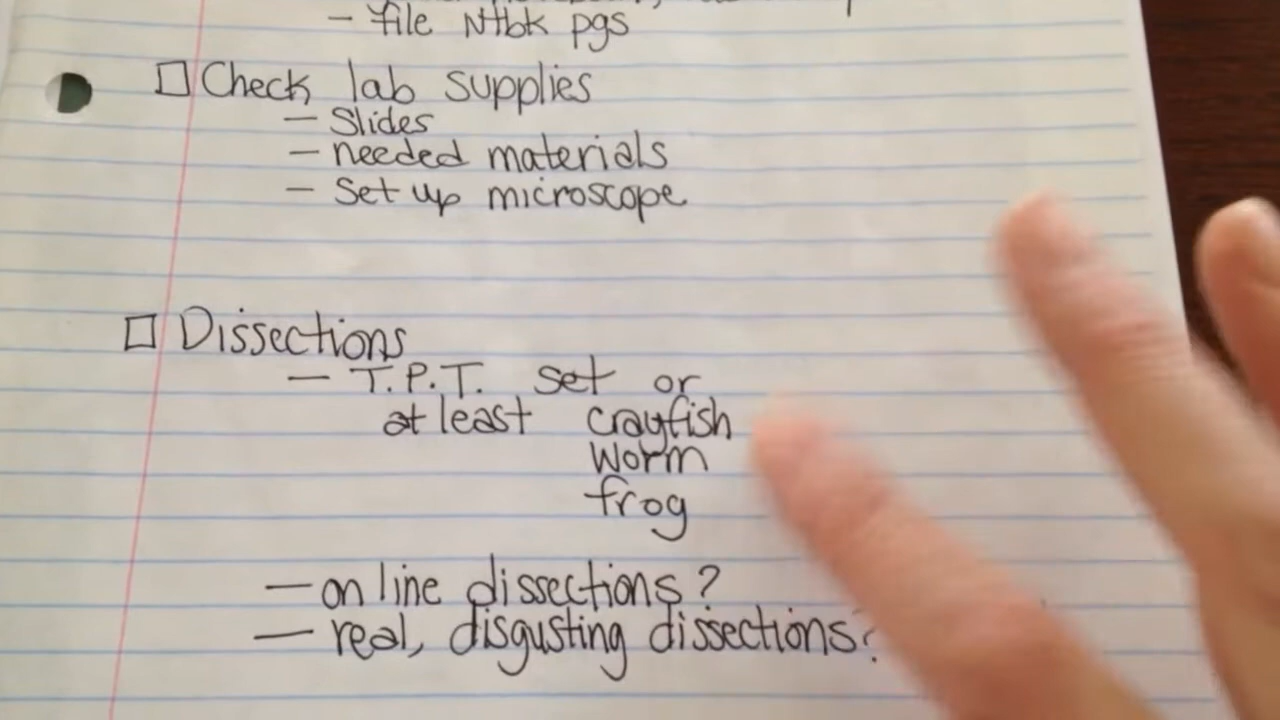 - file Ntbk pgs
□ Check lab supplies
- Slides
- needed materials
- Set up microscope
□ Dissections
- T.P.T. set or
at least crayfish
worm
frog
- on line dissections?
- real, disgusting dissections?